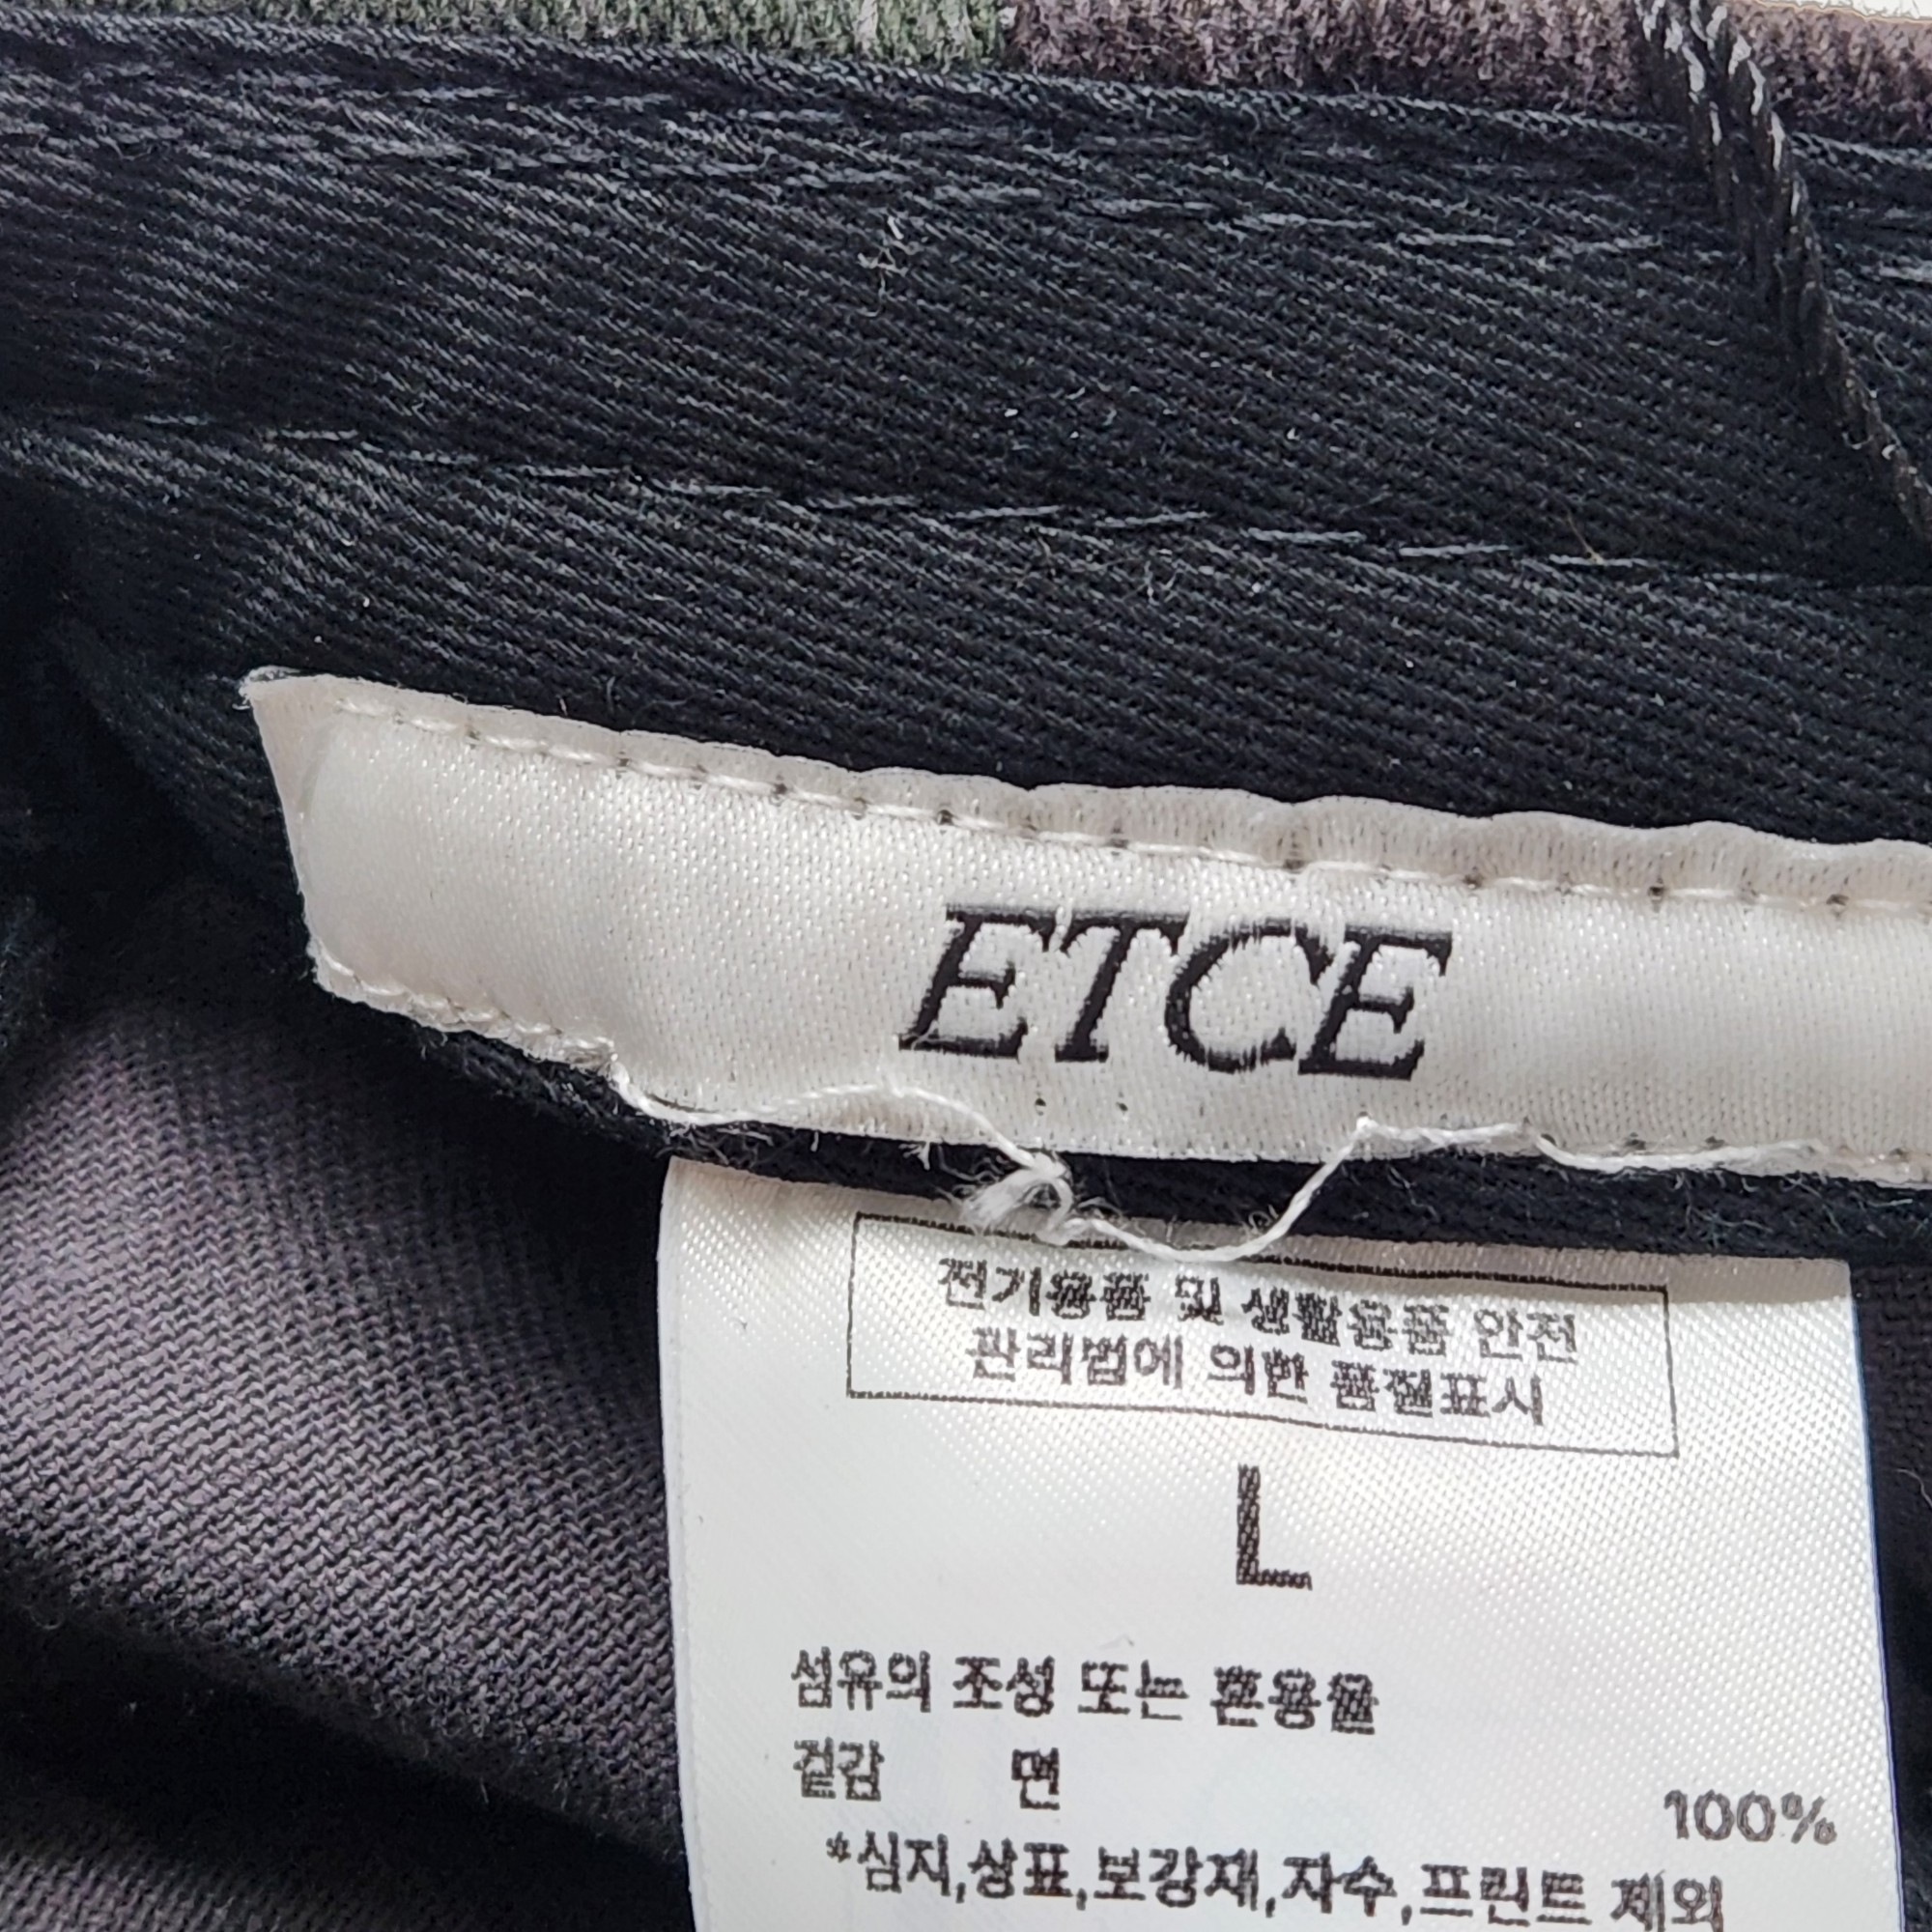 ETCE
전기용품 및 생활용품 안전
관리법에 의한 품질표시
L
섬유의 조성 또는 혼용율
겉감 면 100%
*심지,상표,보강재,자수,프린트 제외